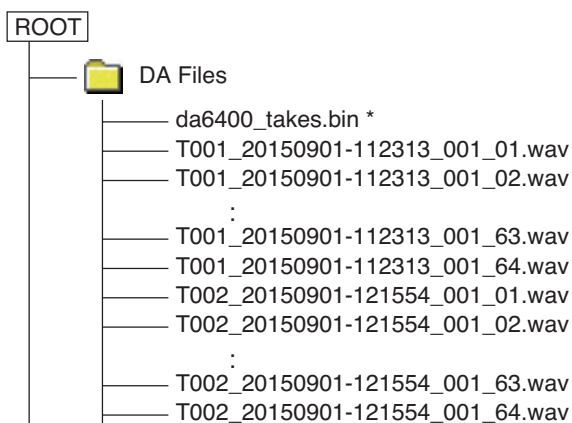 ROOT
DA Files
da6400_takes.bin *
T001_20150901-112313_001_01.wav
T001_20150901-112313_001_02.wav
:
T001_20150901-112313_001_63.wav
T001_20150901-112313_001_64.wav
T002_20150901-121554_001_01.wav
T002_20150901-121554_001_02.wav
:
T002_20150901-121554_001_63.wav
T002_20150901-121554_001_64.wav